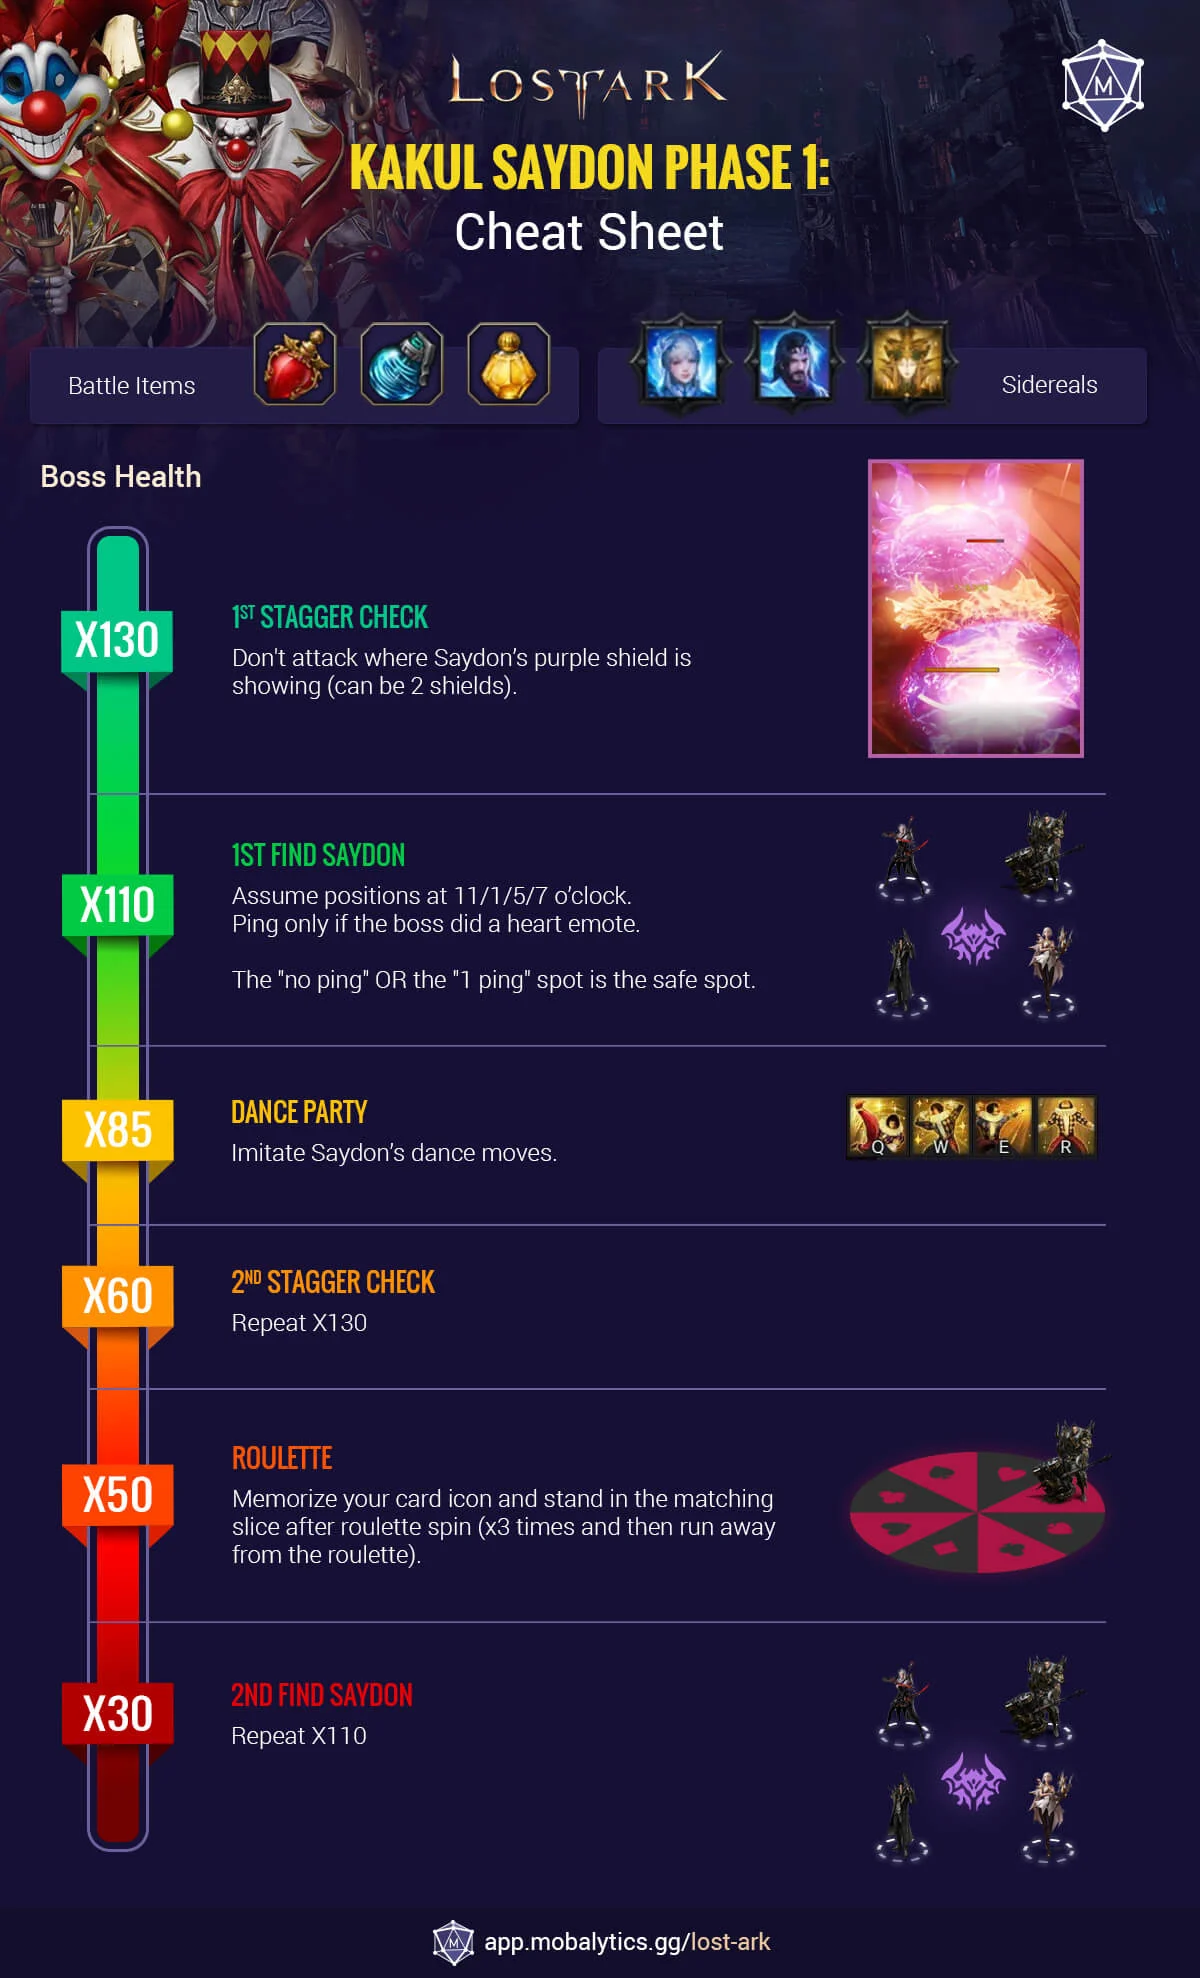 LOST ARK
M
KAKUL SAYDON PHASE 1:
Cheat Sheet
Battle Items
Sidereals
Boss Health
X130
1ST STAGGER CHECK
Don't attack where Saydon’s purple shield is
showing (can be 2 shields).
X110
1ST FIND SAYDON
Assume positions at 11/1/5/7 o’clock.
Ping only if the boss did a heart emote.
The "no ping" OR the "1 ping" spot is the safe spot.
X85
DANCE PARTY
Imitate Saydon’s dance moves.
Q W E R
X60
2ND STAGGER CHECK
Repeat X130
X50
ROULETTE
Memorize your card icon and stand in the matching
slice after roulette spin (x3 times and then run away
from the roulette).
X30
2ND FIND SAYDON
Repeat X110
M
app.mobalytics.gg/lost-ark